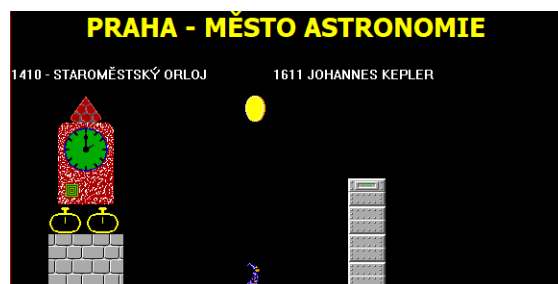 PRAHA - MĚSTO ASTRONOMIE
1410 - STAROMĚSTSKÝ ORLOJ
1611 JOHANNES KEPLER